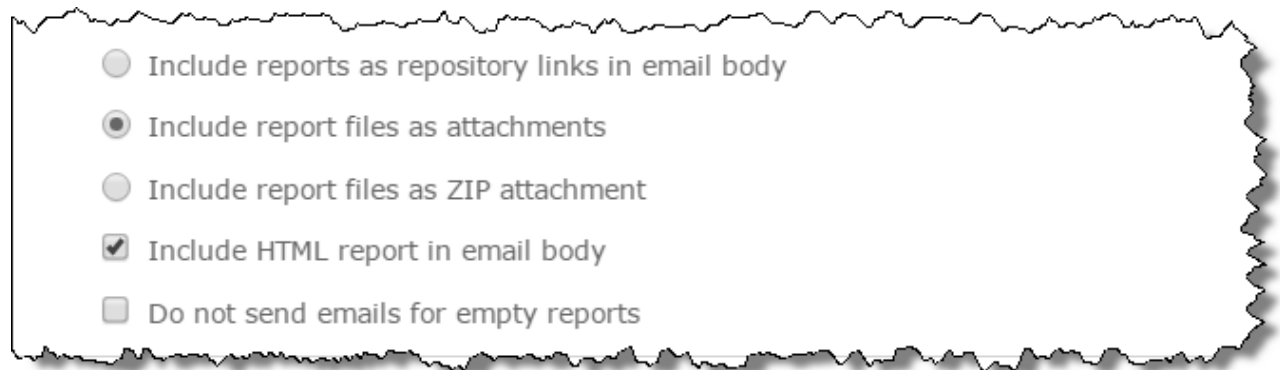 Include reports as repository links in email body
Include report files as attachments
Include report files as ZIP attachment
Include HTML report in email body
Do not send emails for empty reports